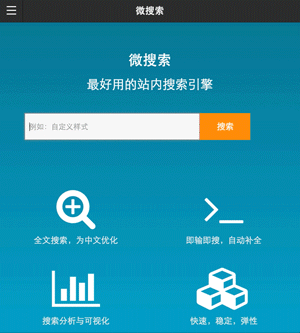 微搜索
微搜索
最好用的站内搜索引擎
例如：自定义样式
搜索
全文搜索，为中文优化
即输即搜，自动补全
搜索分析与可视化
快速，稳定，弹性